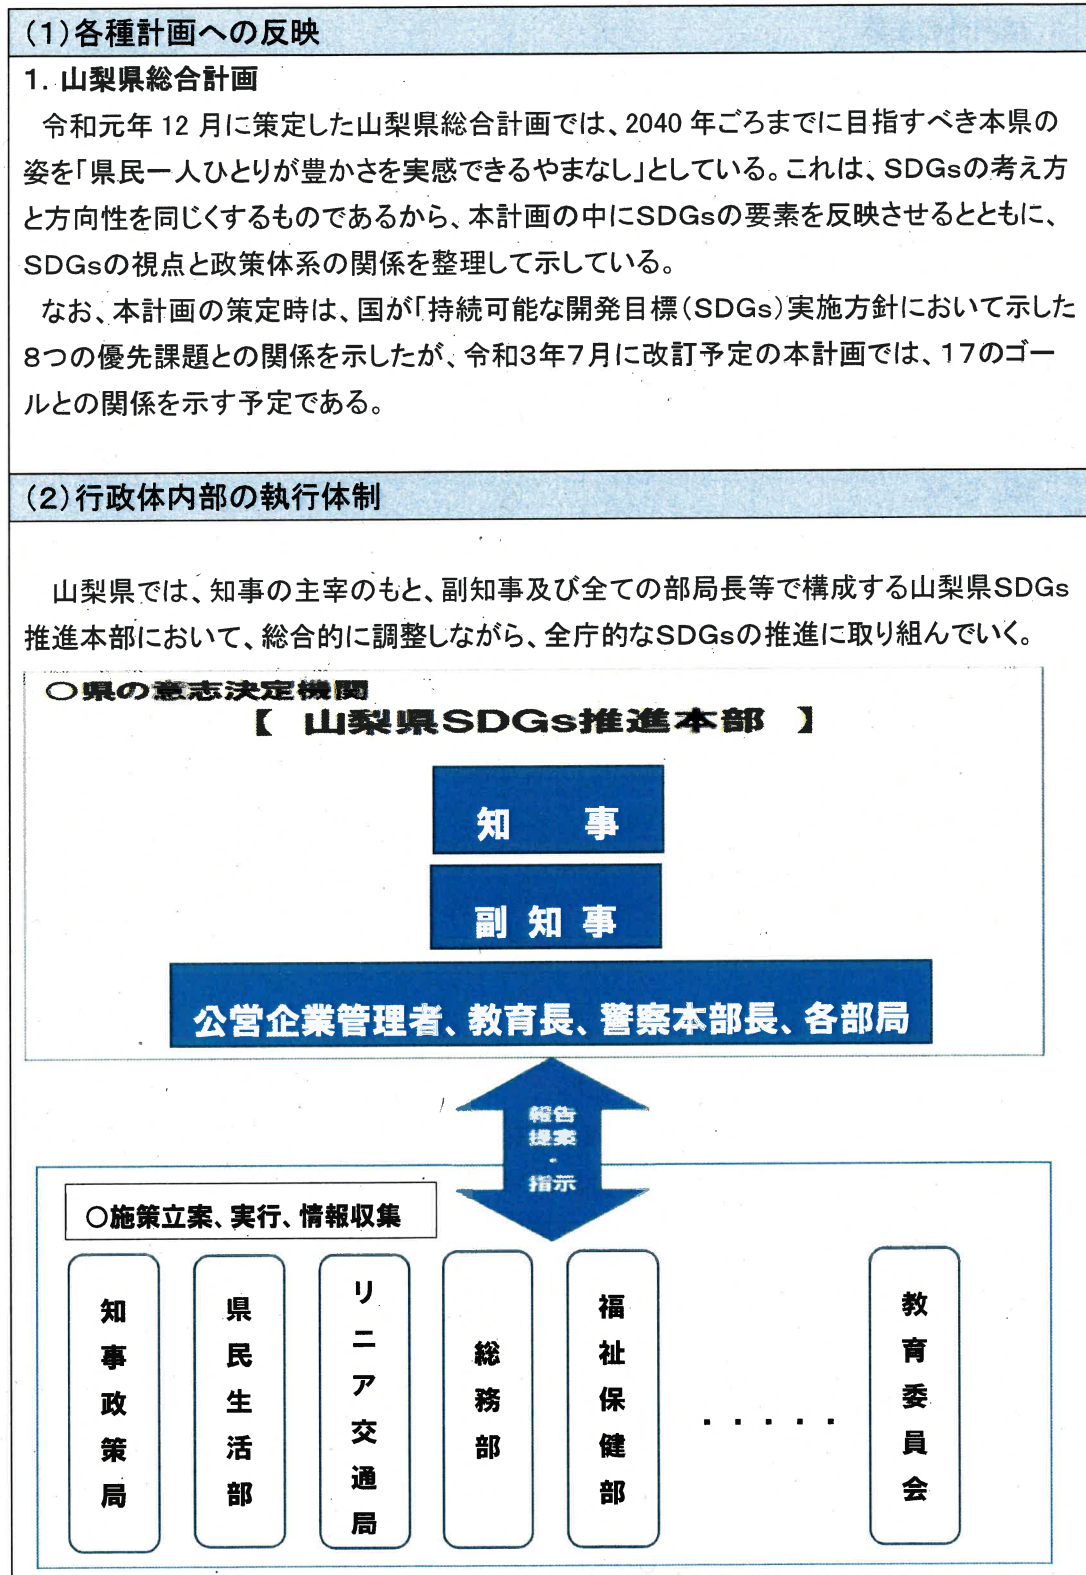 (1)各種計画への反映
1. 山梨県総合計画
令和元年 12 月に策定した山梨県総合計画では、2040 年ごろまでに目指すべき本県の
姿を「県民一人ひとりが豊かさを実感できるやまなし」としている。これは、SDGsの考え方
と方向性を同じくするものであるから、本計画の中にSDGsの要素を反映させるとともに、
SDGsの視点と政策体系の関係を整理して示している。
なお、本計画の策定時は、国が「持続可能な開発目標(SDGs)実施方針において示した
8つの優先課題との関係を示したが、令和3年7月に改訂予定の本計画では、17のゴー
ルとの関係を示す予定である。
(2)行政体内部の執行体制
山梨県では、知事の主宰のもと、副知事及び全ての部局長等で構成する山梨県SDGs
推進本部において、総合的に調整しながら、全庁的なSDGsの推進に取り組んでいく。
○県の意志決定機関
【 山梨県SDGs推進本部 】
知 事
副 知 事
公営企業管理者、教育長、警察本部長、各部局
報告
提案
・
指示
○施策立案、実行、情報収集
知事政策局
県民生活部
リニア交通局
総務部
福祉保健部
・・・・・
教育委員会